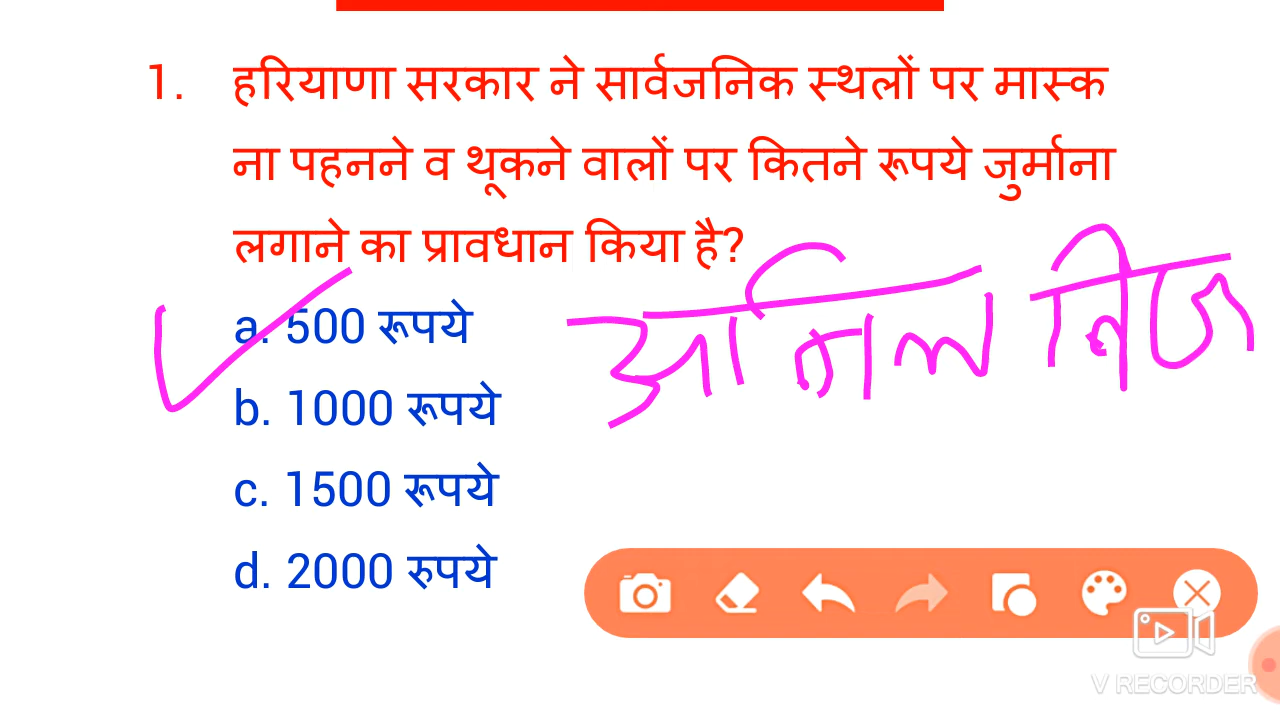 1. हरियाणा सरकार ने सार्वजनिक स्थलों पर मास्क
ना पहनने व थूकने वालों पर कितने रूपये जुर्माना
लगाने का प्रावधान किया है?
a. 500 रूपये
अनिल विज
b. 1000 रूपये
c. 1500 रूपये
d. 2000 रुपये
V RECORDER